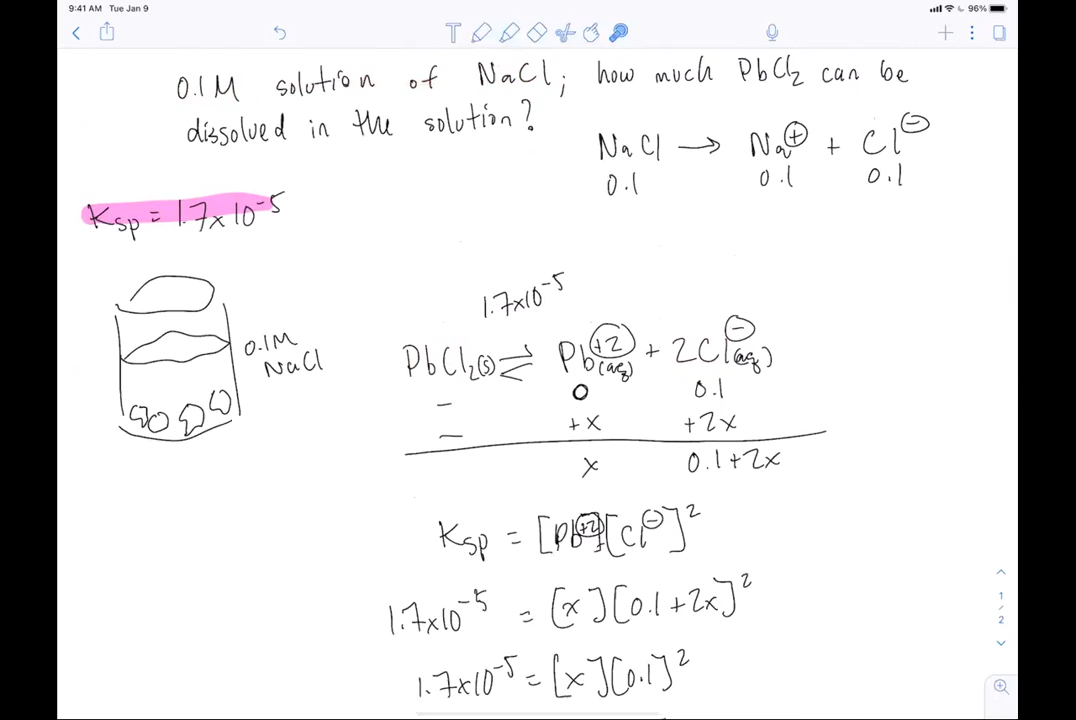 9:41 AM Tue Jan 9
96%
T
0.1M solution of NaCl; how much PbCl₂ can be
dissolved in the solution?
NaCl → Na⁺ + Cl⁻
0.1 0.1 0.1
Ksp = 1.7x10⁻⁵
1.7x10⁻⁵
0.1M
NaCl
PbCl₂(s) ⇌ Pb⁺²(aq) + 2Cl⁻(aq)
– 0 0.1
– +x +2x
x 0.1+2x
Ksp = [Pb⁺²][Cl⁻]²
1.7x10⁻⁵ = [x][0.1+2x]²
1.7x10⁻⁵ = [x][0.1]²
1
/
2